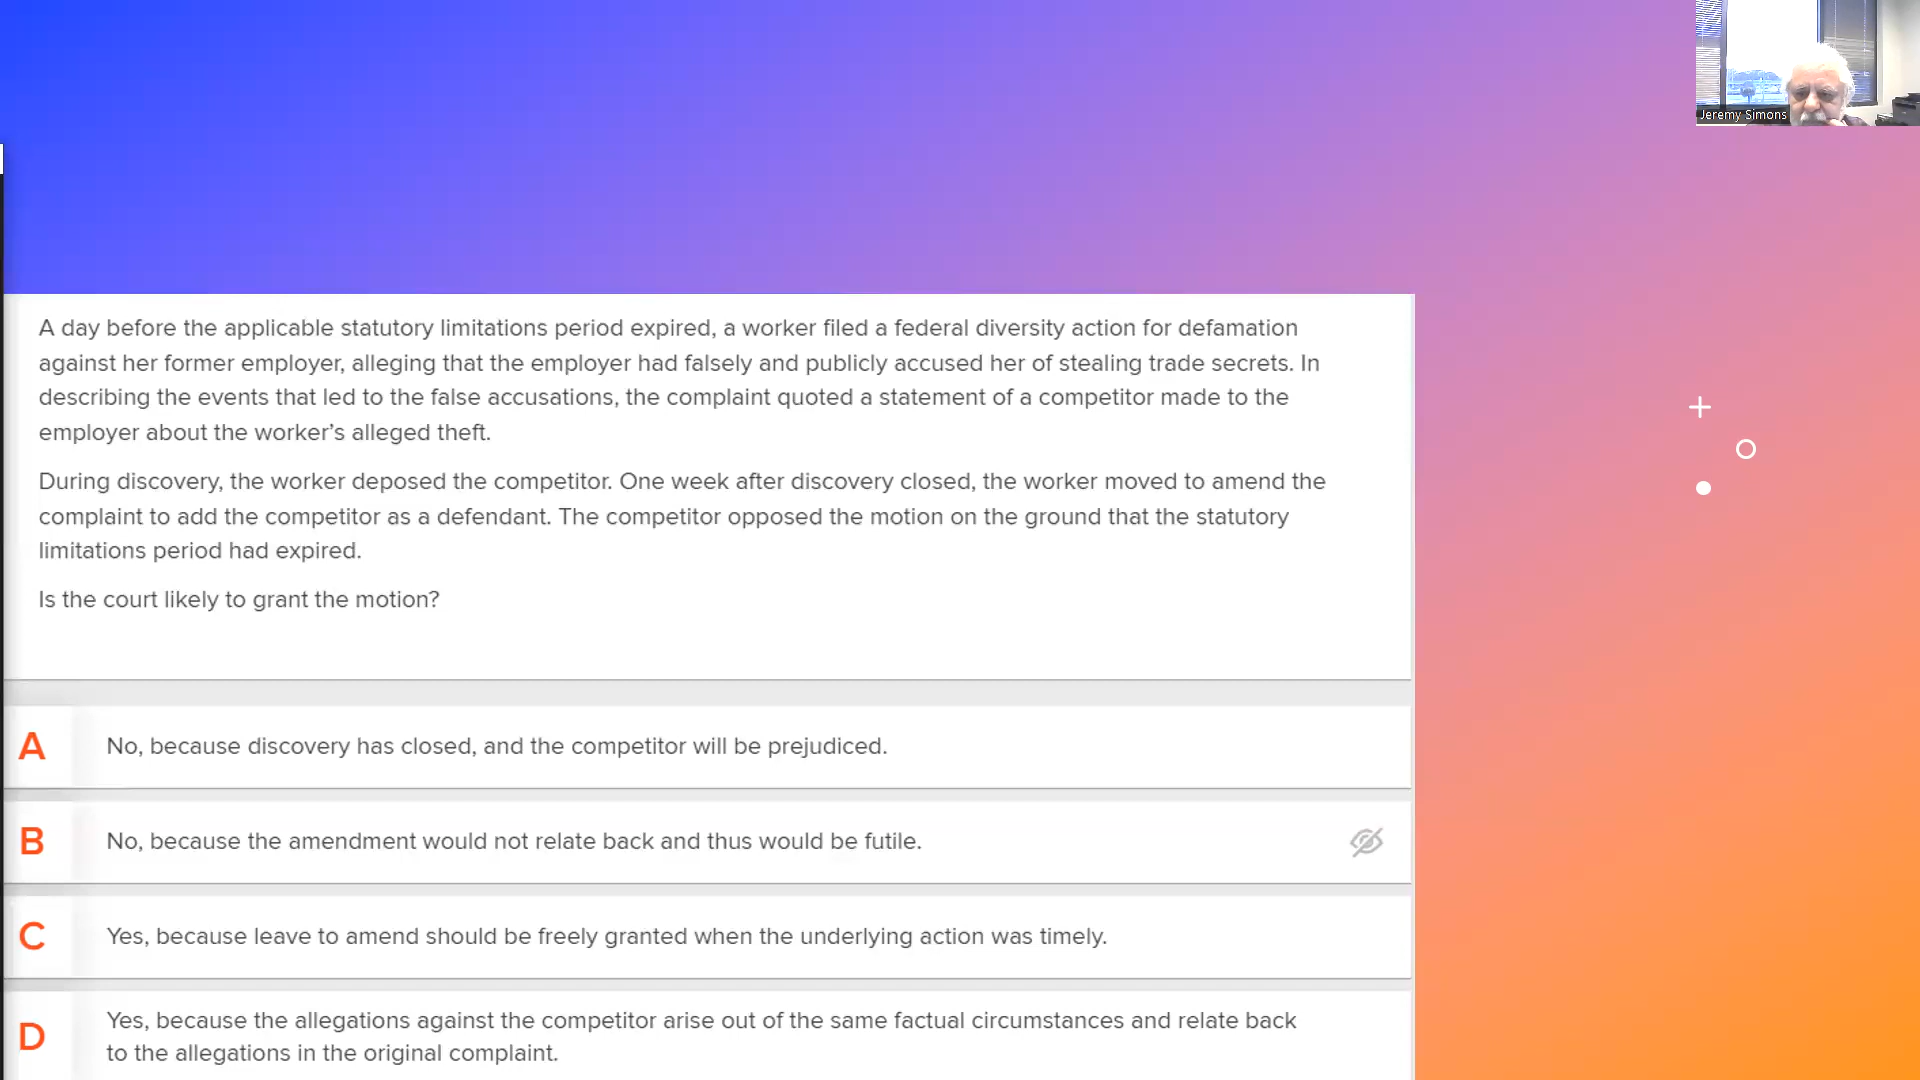 Jeremy Simons
A day before the applicable statutory limitations period expired, a worker filed a federal diversity action for defamation
against her former employer, alleging that the employer had falsely and publicly accused her of stealing trade secrets. In
describing the events that led to the false accusations, the complaint quoted a statement of a competitor made to the
employer about the worker’s alleged theft.
During discovery, the worker deposed the competitor. One week after discovery closed, the worker moved to amend the
complaint to add the competitor as a defendant. The competitor opposed the motion on the ground that the statutory
limitations period had expired.
Is the court likely to grant the motion?
A No, because discovery has closed, and the competitor will be prejudiced.
B No, because the amendment would not relate back and thus would be futile.
C Yes, because leave to amend should be freely granted when the underlying action was timely.
D Yes, because the allegations against the competitor arise out of the same factual circumstances and relate back
to the allegations in the original complaint.